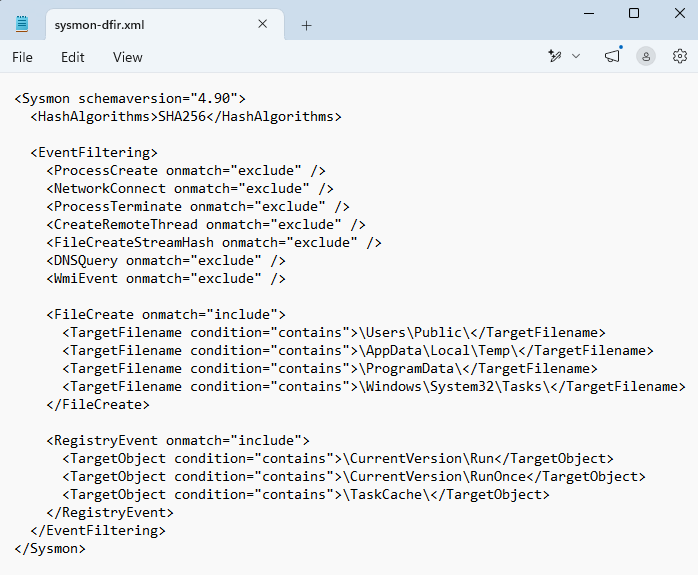 sysmon-dfir.xml
File Edit View
<Sysmon schemaversion="4.90">
  <HashAlgorithms>SHA256</HashAlgorithms>

  <EventFiltering>
    <ProcessCreate onmatch="exclude" />
    <NetworkConnect onmatch="exclude" />
    <ProcessTerminate onmatch="exclude" />
    <CreateRemoteThread onmatch="exclude" />
    <FileCreateStreamHash onmatch="exclude" />
    <DNSQuery onmatch="exclude" />
    <WmiEvent onmatch="exclude" />

    <FileCreate onmatch="include">
      <TargetFilename condition="contains">\Users\Public\</TargetFilename>
      <TargetFilename condition="contains">\AppData\Local\Temp\</TargetFilename>
      <TargetFilename condition="contains">\ProgramData\</TargetFilename>
      <TargetFilename condition="contains">\Windows\System32\Tasks\</TargetFilename>
    </FileCreate>

    <RegistryEvent onmatch="include">
      <TargetObject condition="contains">\CurrentVersion\Run</TargetObject>
      <TargetObject condition="contains">\CurrentVersion\RunOnce</TargetObject>
      <TargetObject condition="contains">\TaskCache\</TargetObject>
    </RegistryEvent>
  </EventFiltering>
</Sysmon>